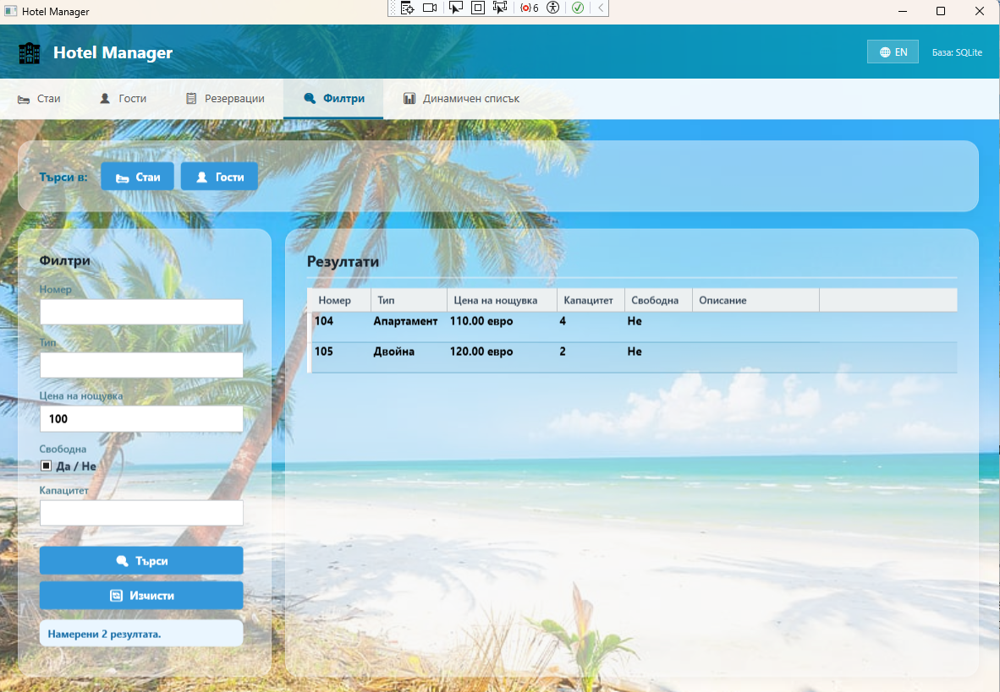 Hotel Manager
6
Hotel Manager
EN
База: SQLite
Стаи
Гости
Резервации
Филтри
Динамичен списък
Търси в:
Стаи
Гости
Филтри
Номер
Тип
Цена на нощувка
100
Свободна
Да / Не
Капацитет
Търси
Изчисти
Намерени 2 резултата.
Резултати
Номер Тип Цена на нощувка Капацитет Свободна Описание
104 Апартамент 110.00 евро 4 Не
105 Двойна 120.00 евро 2 Не